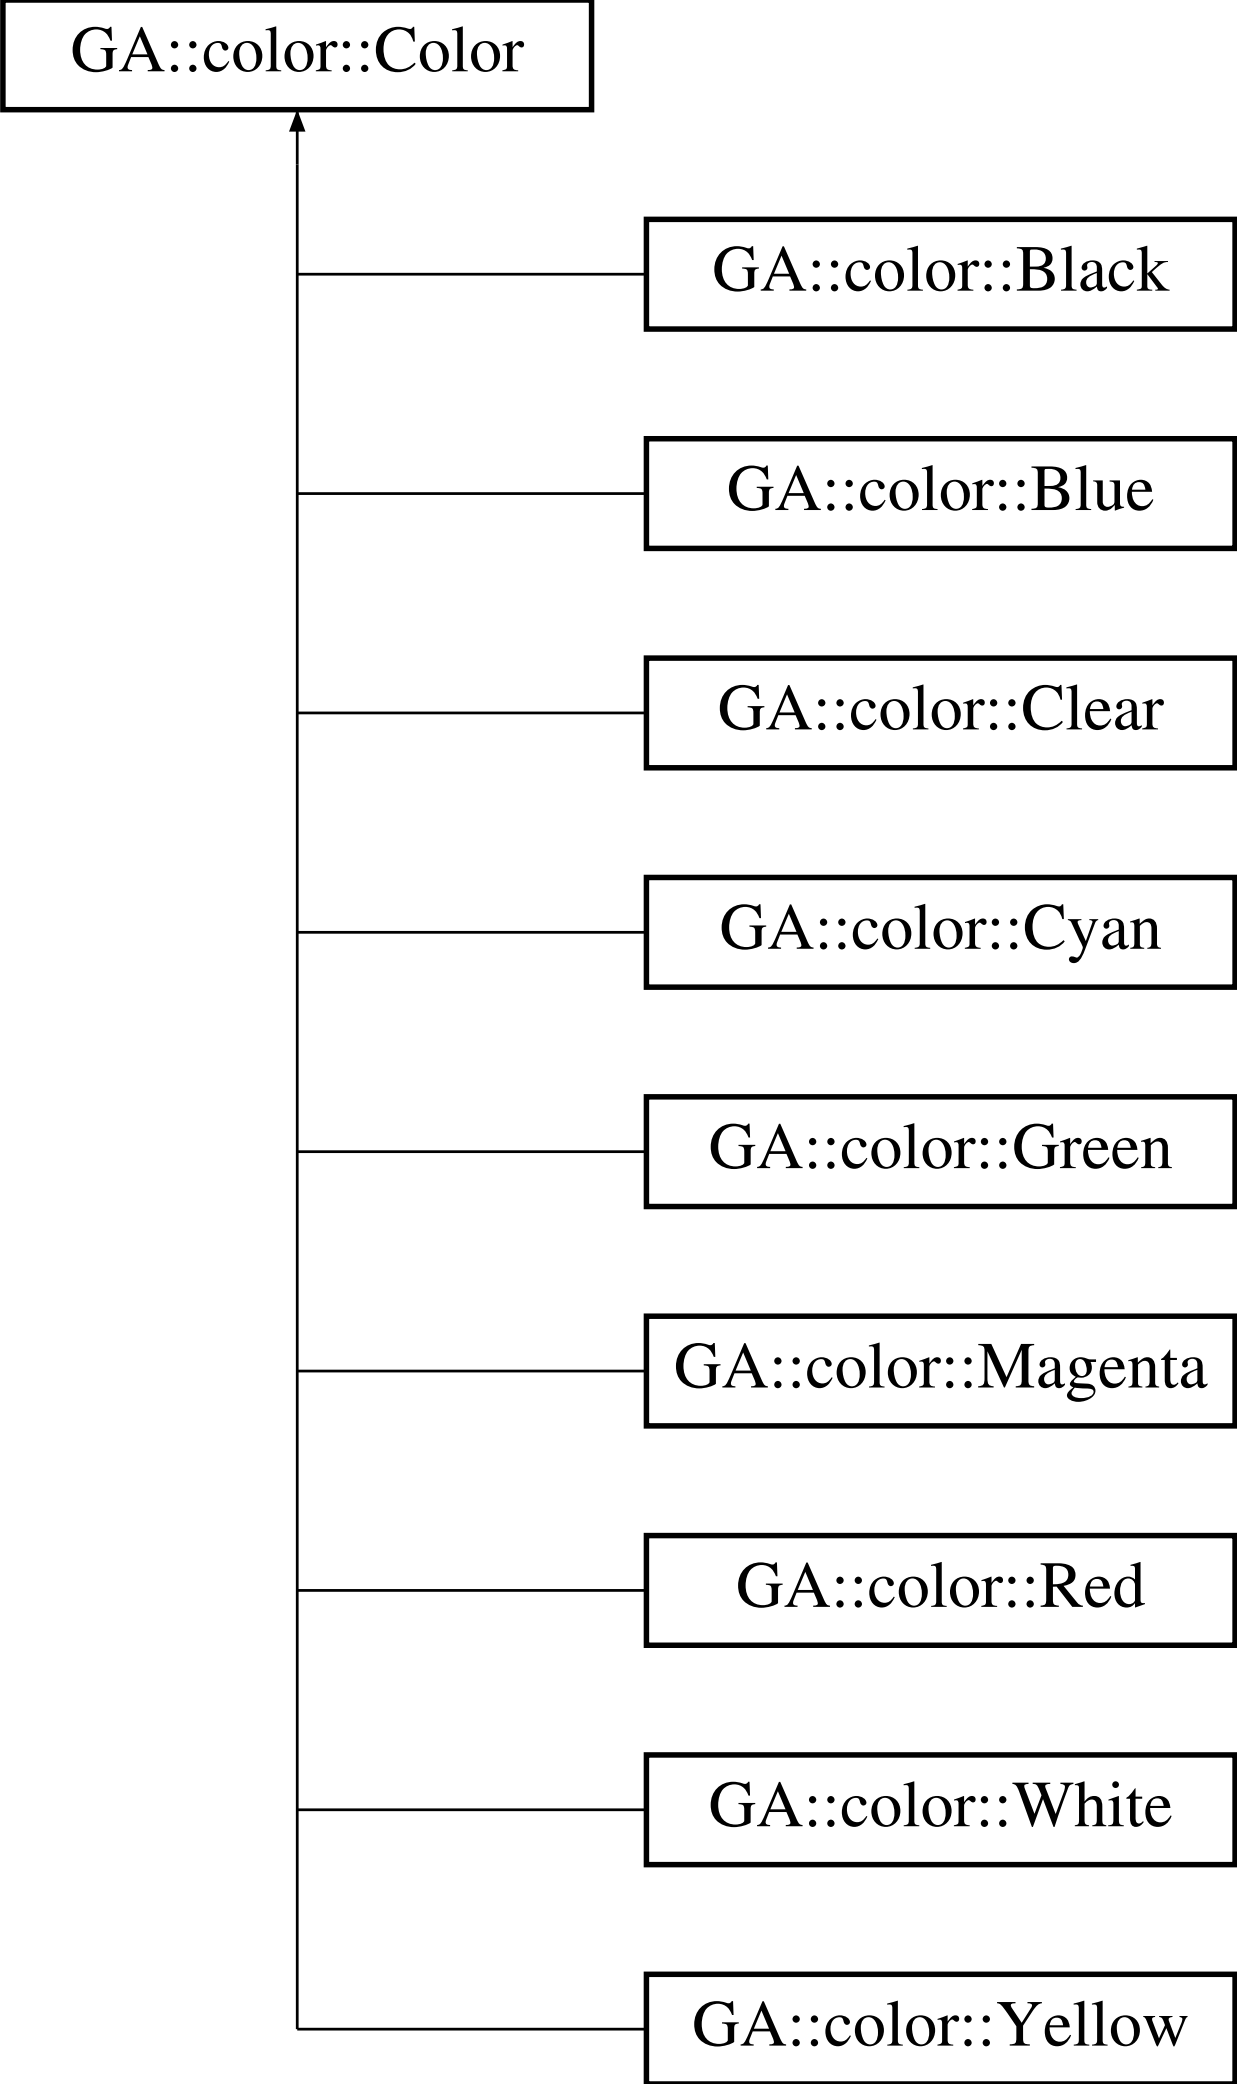 GA::color::Color
GA::color::Black
GA::color::Blue
GA::color::Clear
GA::color::Cyan
GA::color::Green
GA::color::Magenta
GA::color::Red
GA::color::White
GA::color::Yellow